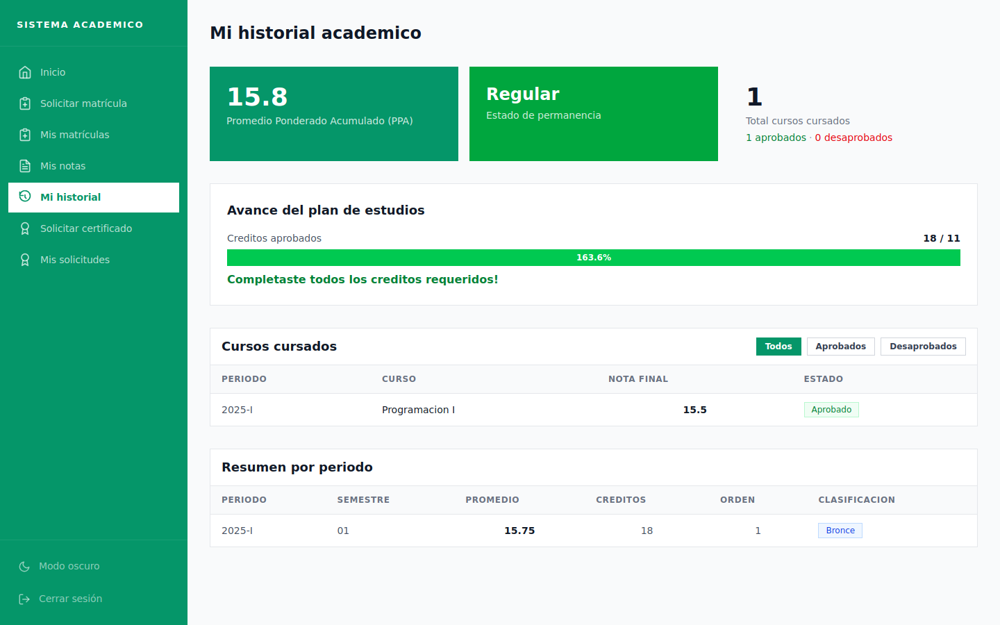 SISTEMA ACADEMICO
Inicio
Solicitar matrícula
Mis matrículas
Mis notas
Mi historial
Solicitar certificado
Mis solicitudes
Modo oscuro
Cerrar sesión
Mi historial academico
15.8
Promedio Ponderado Acumulado (PPA)
Regular
Estado de permanencia
1
Total cursos cursados
1 aprobados · 0 desaprobados
Avance del plan de estudios
Creditos aprobados 18 / 11
163.6%
Completaste todos los creditos requeridos!
Cursos cursados Todos Aprobados Desaprobados
PERIODO CURSO NOTA FINAL ESTADO
2025-I Programacion I 15.5 Aprobado
Resumen por periodo
PERIODO SEMESTRE PROMEDIO CREDITOS ORDEN CLASIFICACION
2025-I 01 15.75 18 1 Bronce